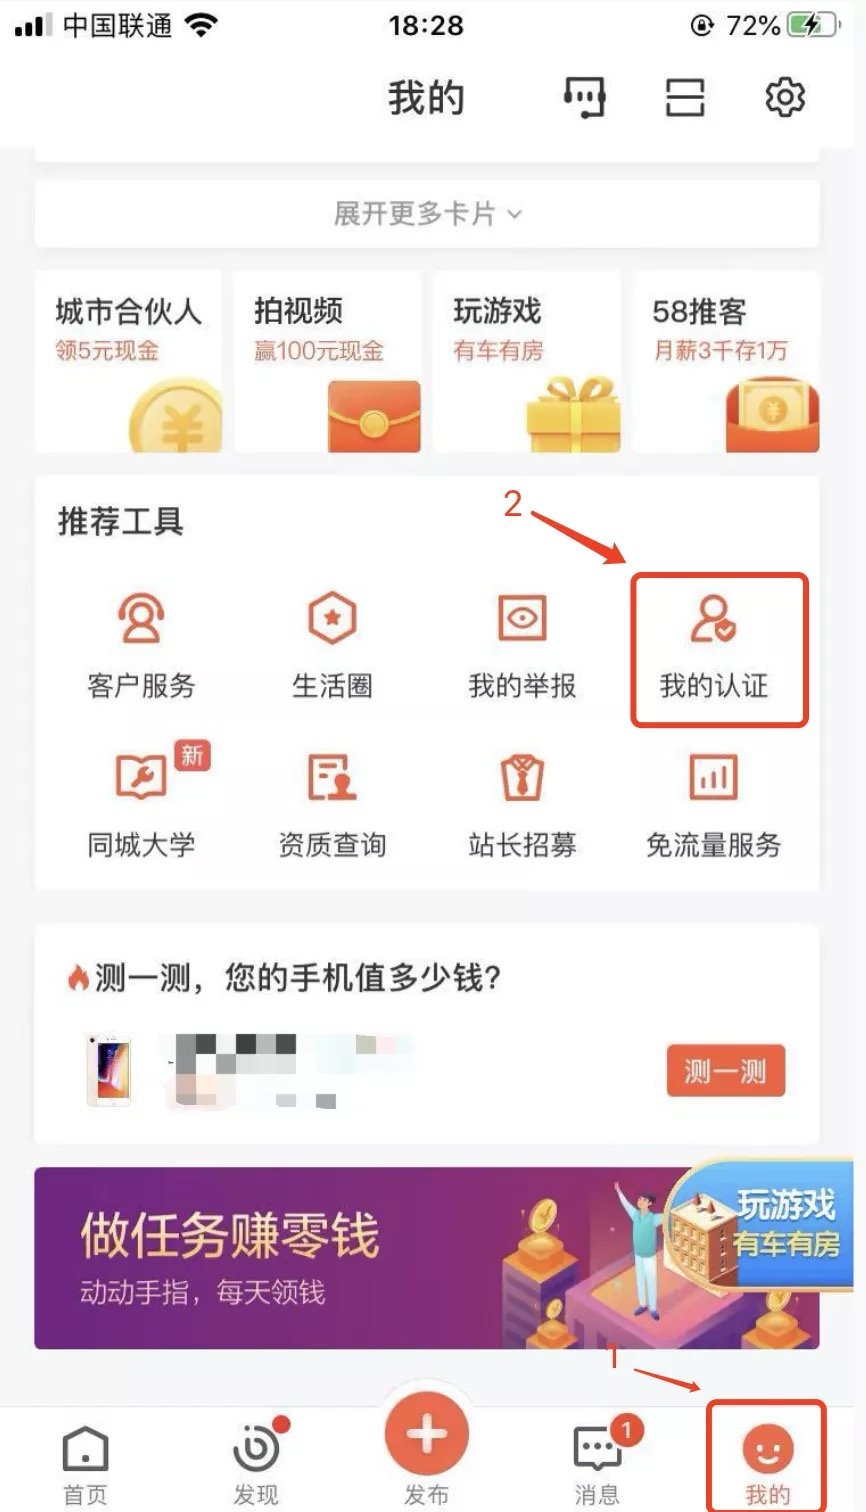 中国联通 18:28 72%
我的
展开更多卡片
城市合伙人 拍视频 玩游戏 58推客
领5元现金 赢100元现金 有车有房 月薪3千存1万
推荐工具
2
客户服务 生活圈 我的举报 我的认证
新
同城大学 资质查询 站长招募 免流量服务
测一测，您的手机值多少钱？
测一测
做任务赚零钱
动动手指，每天领钱
玩游戏
有车有房
1
1
首页 发现 发布 消息 我的